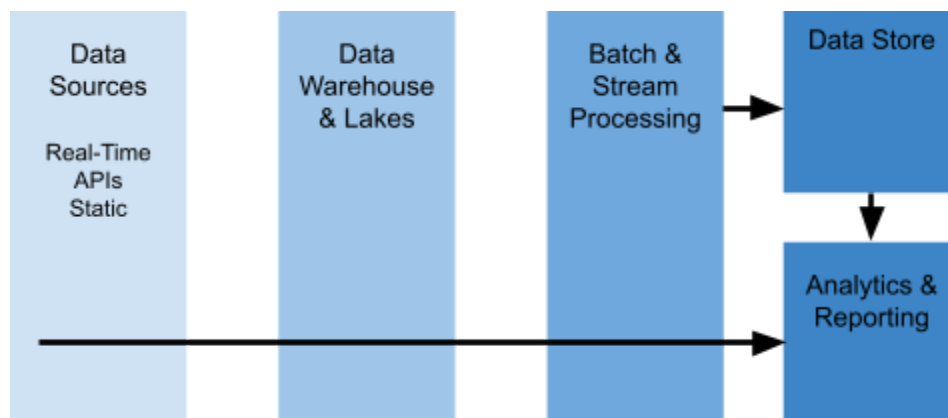 Data
Sources
Real-Time
APIs
Static
Data
Warehouse
& Lakes
Batch &
Stream
Processing
Data Store
Analytics &
Reporting